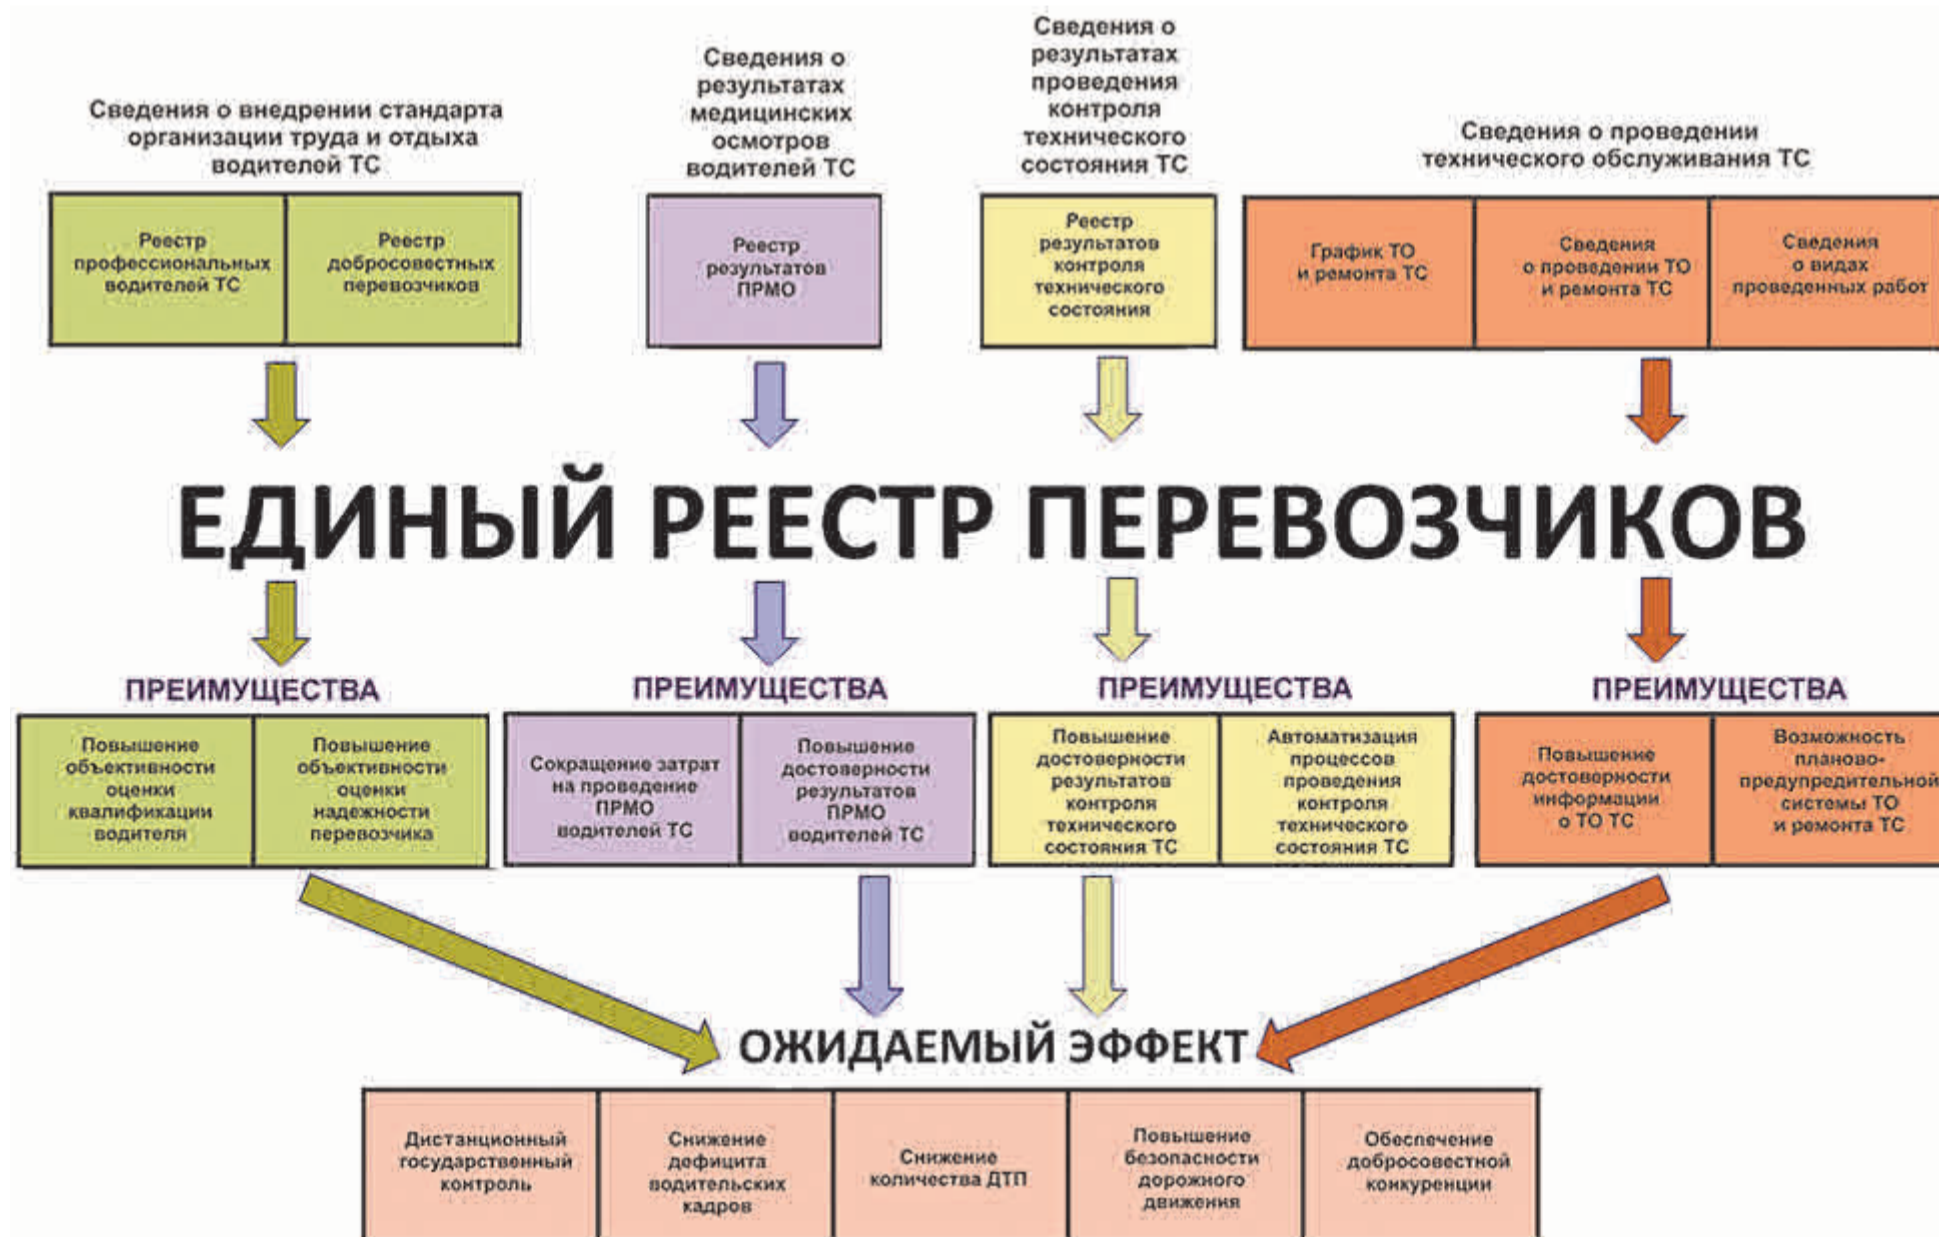 Сведения о внедрении стандарта
организации труда и отдыха
водителей ТС
Сведения о
результатах
медицинских
осмотров
водителей ТС
Сведения о
результатах
проведения
контроля
технического
состояния ТС
Сведения о проведении
технического обслуживания ТС
Реестр
профессиональных
водителей ТС
Реестр
добросовестных
перевозчиков
Реестр
результатов
ПРМО
Реестр
результатов
контроля
технического
состояния
График ТО
и ремонта ТС
Сведения
о проведении ТО
и ремонта ТС
Сведения
о видах
проведенных работ
ЕДИНЫЙ РЕЕСТР ПЕРЕВОЗЧИКОВ
ПРЕИМУЩЕСТВА
ПРЕИМУЩЕСТВА
ПРЕИМУЩЕСТВА
ПРЕИМУЩЕСТВА
Повышение
объективности
оценки
квалификации
водителя
Повышение
объективности
оценки
надежности
перевозчика
Сокращение затрат
на проведение
ПРМО
водителей ТС
Повышение
достоверности
результатов
ПРМО
водителей ТС
Повышение
достоверности
результатов
контроля
технического
состояния ТС
Автоматизация
процессов
проведения
контроля
технического
состояния ТС
Повышение
достоверности
информации
о ТО ТС
Возможность
планово-
предупредительной
системы ТО
и ремонта ТС
ОЖИДАЕМЫЙ ЭФФЕКТ
Дистанционный
государственный
контроль
Снижение
дефицита
водительских
кадров
Снижение
количества ДТП
Повышение
безопасности
дорожного
движения
Обеспечение
добросовестной
конкуренции